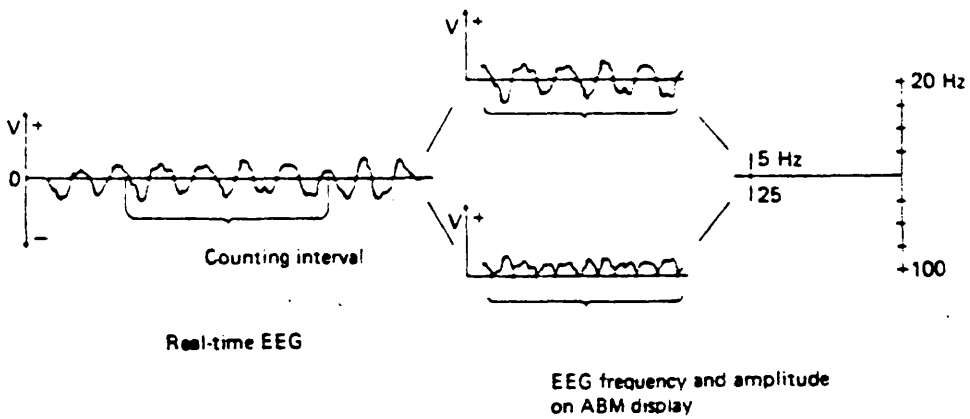 V +
20 Hz
V +
5 Hz
0
25
–
V +
Counting interval
100
Real-time EEG
EEG frequency and amplitude
on ABM display